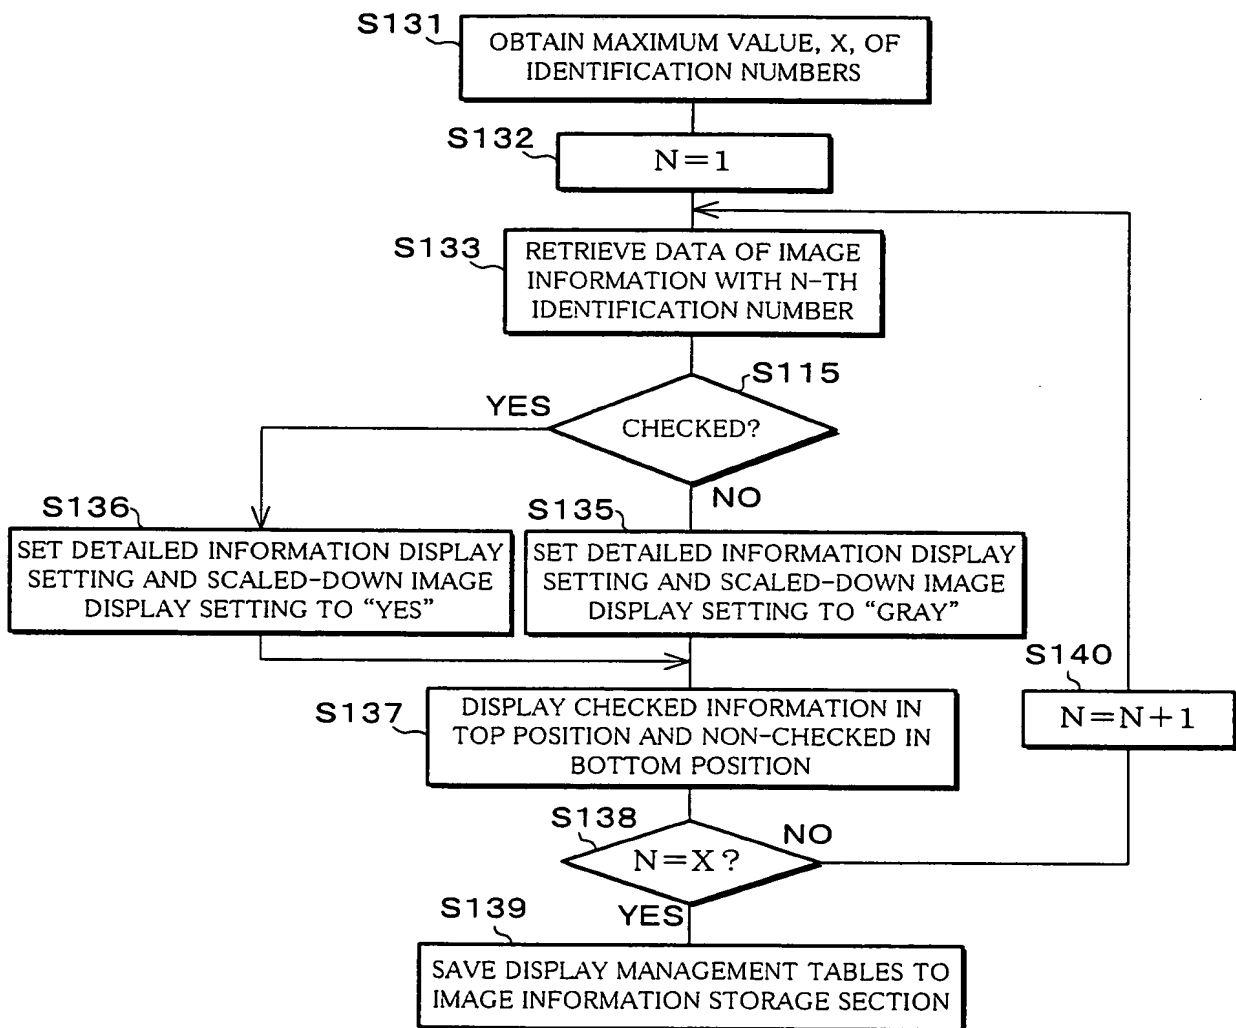 S131
OBTAIN MAXIMUM VALUE, X, OF
IDENTIFICATION NUMBERS
S132
N=1
S133
RETRIEVE DATA OF IMAGE
INFORMATION WITH N-TH
IDENTIFICATION NUMBER
S115
YES
CHECKED?
NO
S136
SET DETAILED INFORMATION DISPLAY
SETTING AND SCALED-DOWN IMAGE
DISPLAY SETTING TO “YES”
S135
SET DETAILED INFORMATION DISPLAY
SETTING AND SCALED-DOWN IMAGE
DISPLAY SETTING TO “GRAY”
S140
N=N+1
S137
DISPLAY CHECKED INFORMATION IN
TOP POSITION AND NON-CHECKED IN
BOTTOM POSITION
S138
N=X?
NO
YES
S139
SAVE DISPLAY MANAGEMENT TABLES TO
IMAGE INFORMATION STORAGE SECTION